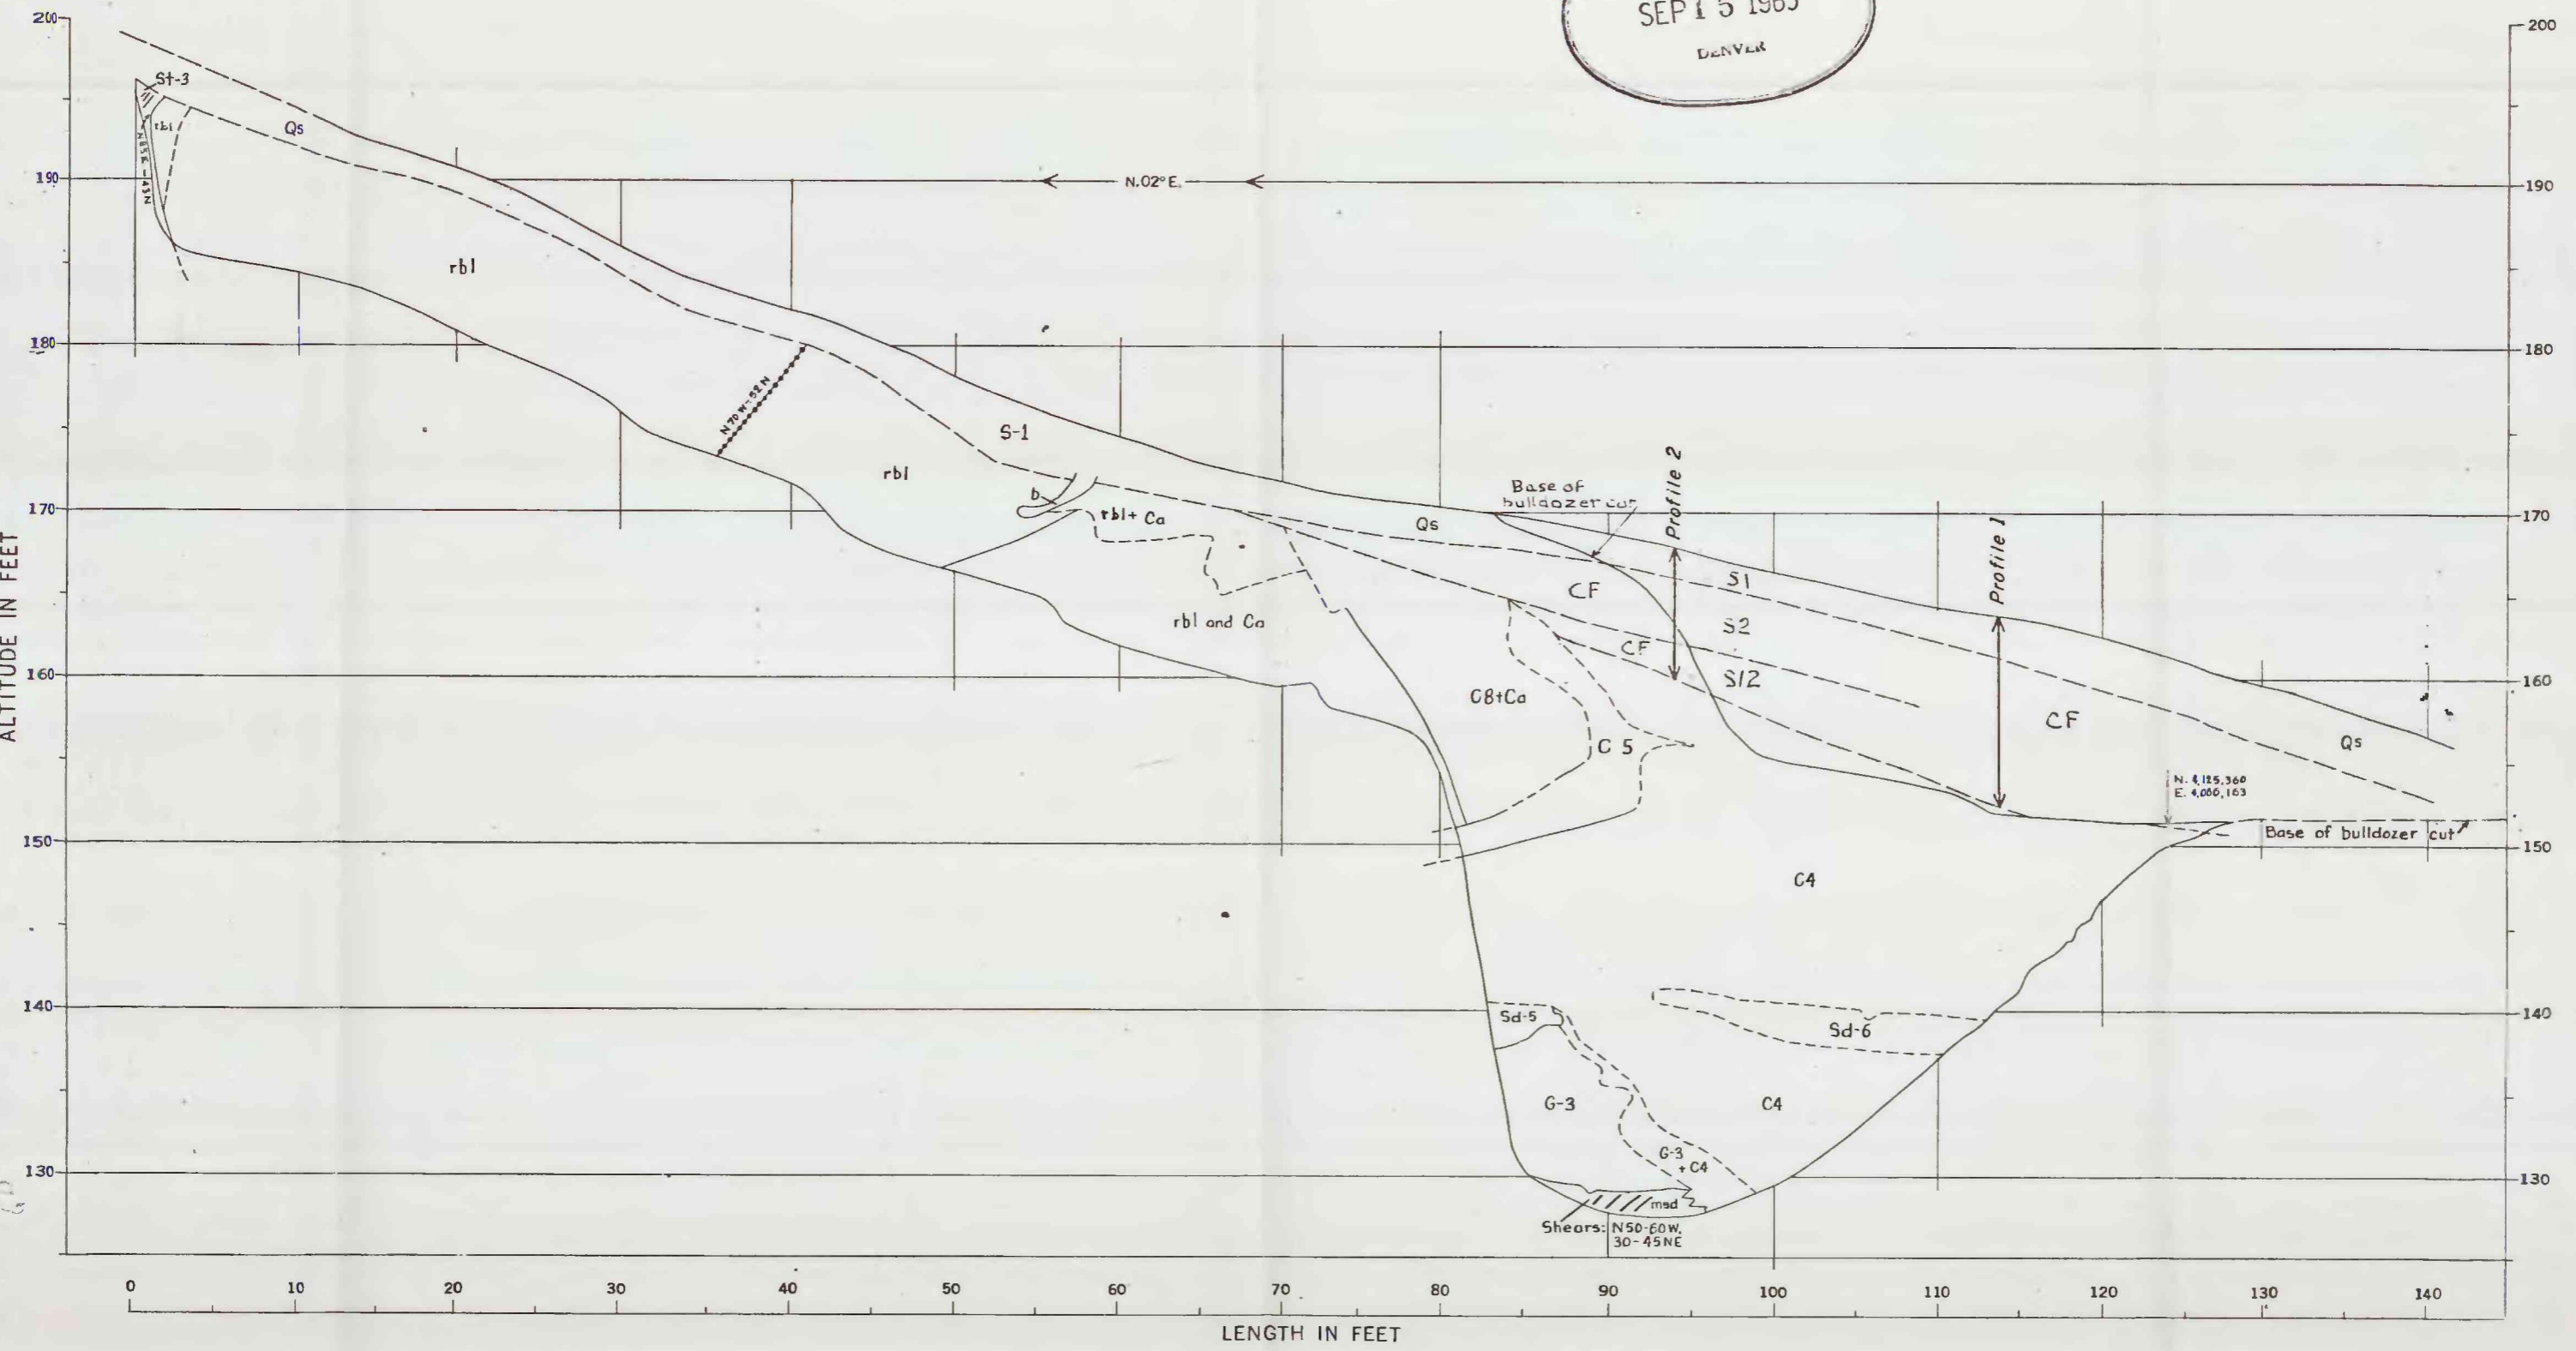 SEP 15 1965
DENVER
200
190
180
170
160
150
140
130
ALTITUDE IN FEET
200
190
180
170
160
150
140
130
St-3
rbl
N85E-43N
Qs
N.02°E.
rbl
N70W-52N
S-1
rbl
b
rbl+ Ca
rbl and Ca
Qs
Base of
bulldozer cut
Profile 2
Profile 1
S1
CF
S2
CF
S12
C8+Ca
C 5
CF
Qs
N. 4,125,360
E. 4,086,163
Base of bulldozer cut
C4
Sd-5
Sd-6
G-3
C4
G-3
+ C4
msd
Shears: N50-60W.
30-45NE
0 10 20 30 40 50 60 70 80 90 100 110 120 130 140
LENGTH IN FEET